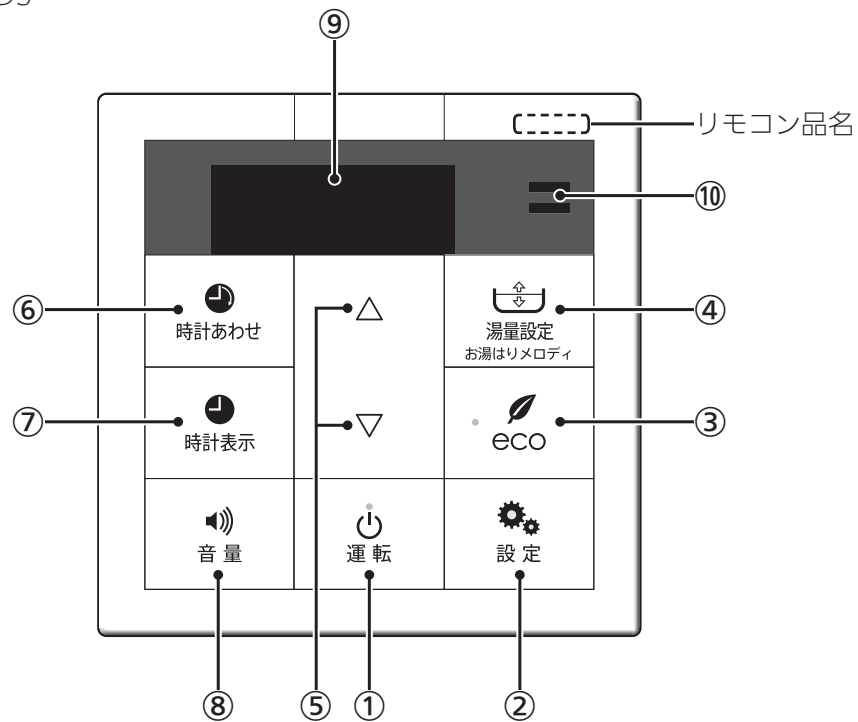 ⑨
リモコン品名
⑩
⑥
時計あわせ
湯量設定
お湯はりメロディ
④
⑦
時計表示
eco
③
音量
運転
設定
⑧
⑤
①
②